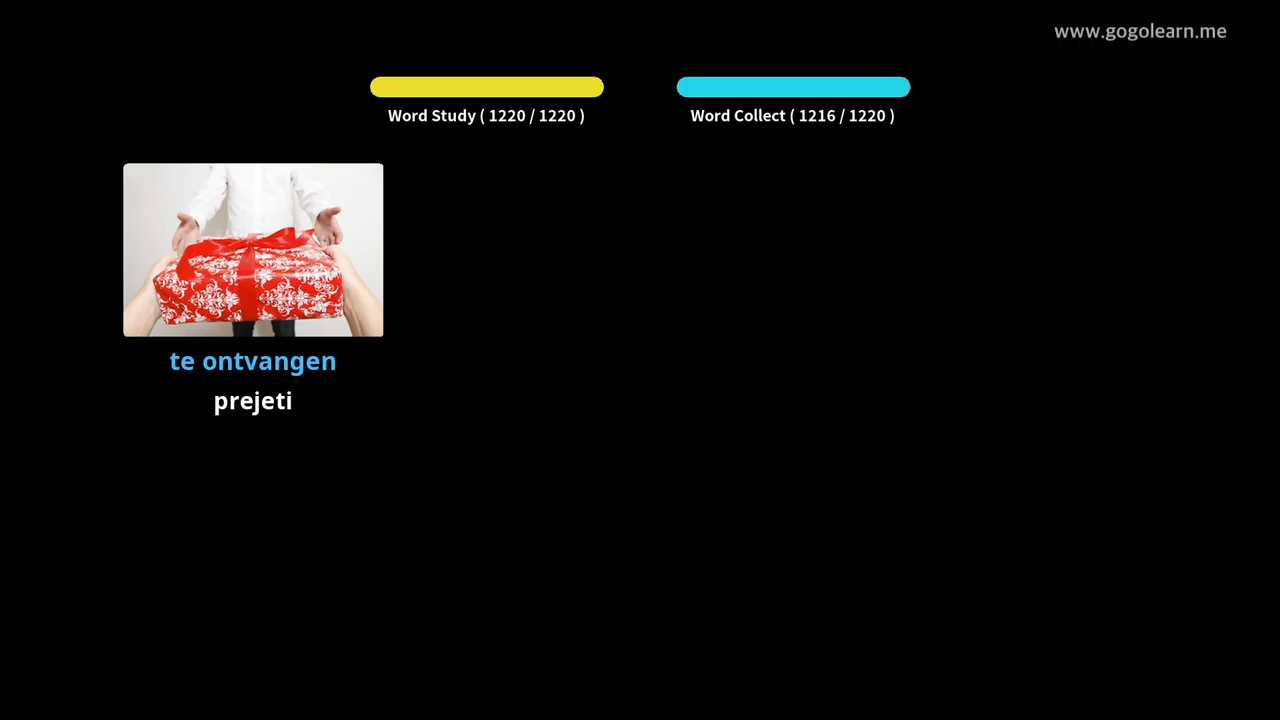 www.gogolearn.me
Word Study ( 1220 / 1220 )
Word Collect ( 1216 / 1220 )
te ontvangen
prejeti